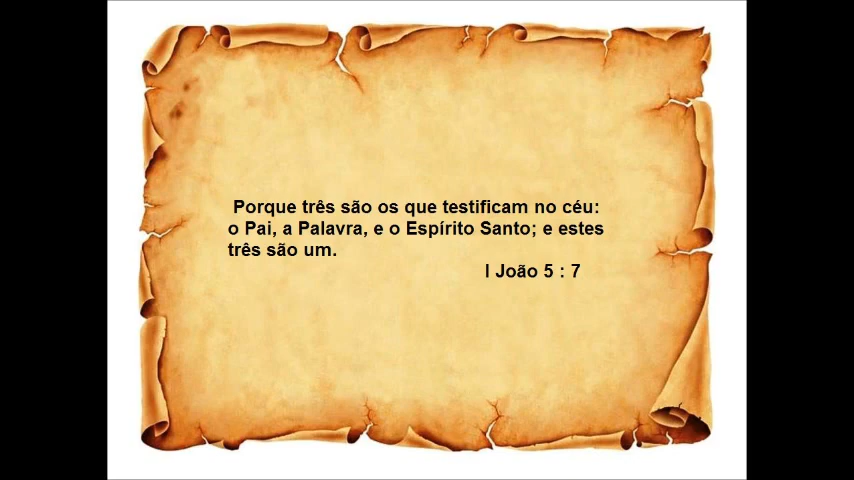 Porque três são os que testificam no céu:
o Pai, a Palavra, e o Espírito Santo; e estes
três são um.
I João 5 : 7